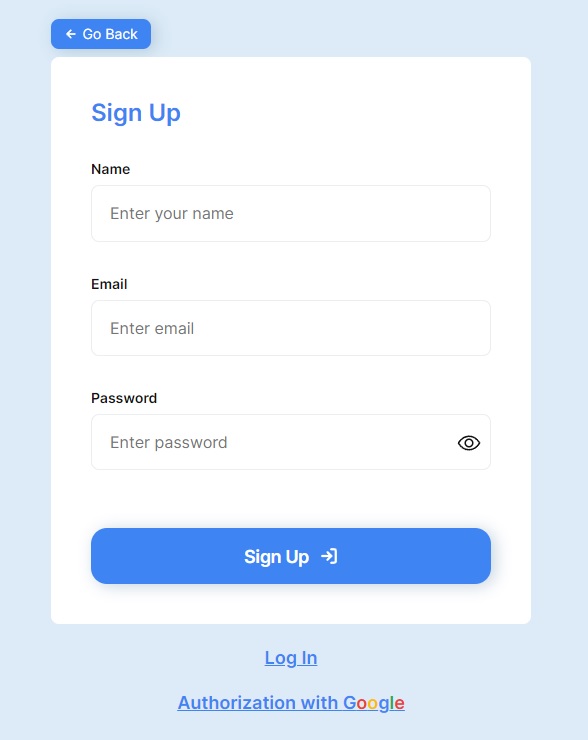 Go Back
Sign Up
Name
Enter your name
Email
Enter email
Password
Enter password
Sign Up
Log In
Authorization with Google